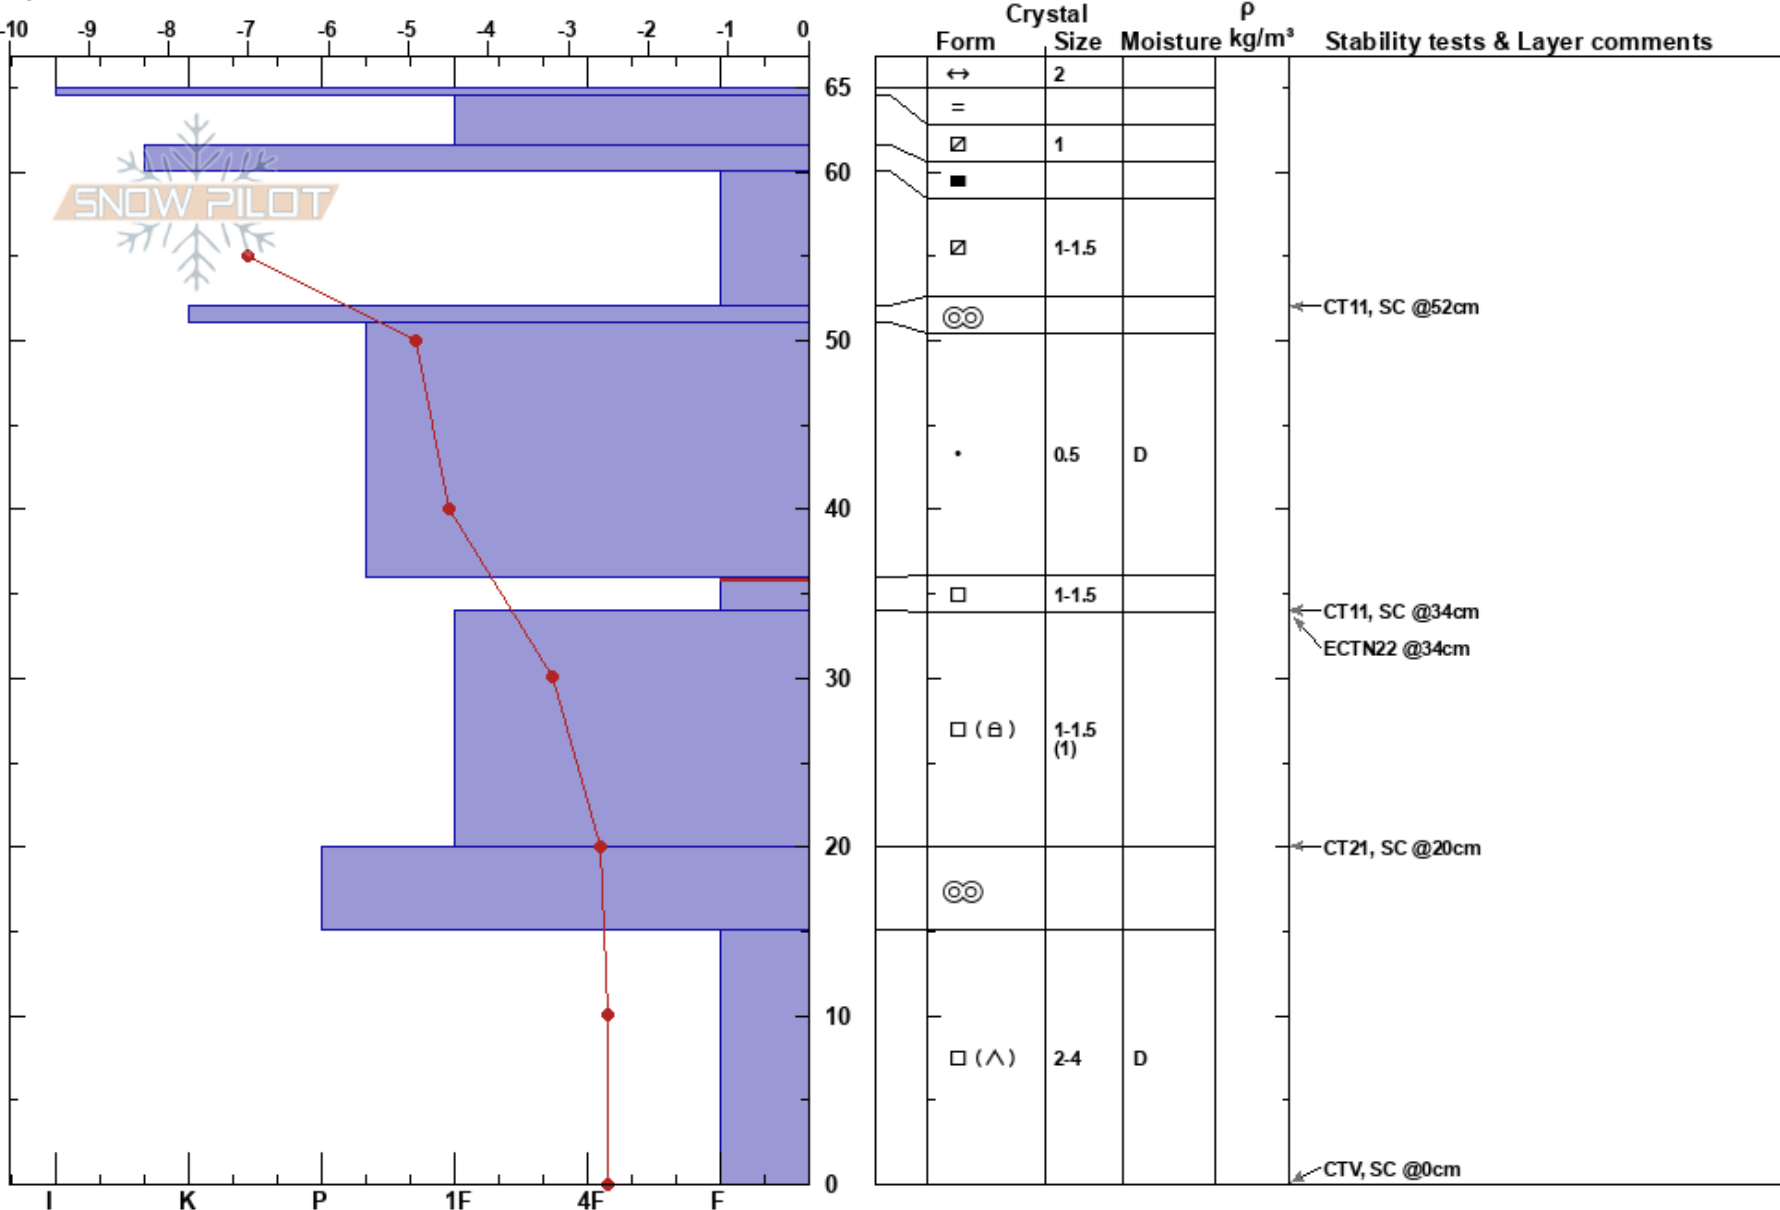 Crystal ρ
-10 -9 -8 -7 -6 -5 -4 -3 -2 -1 0
Form Size Moisture kg/m³ Stability tests & Layer comments
↔ 2
65
=
1
SNOW PILOT
60
1-1.5
CT11, SC @52cm
50
0.5 D
40
1-1.5
CT11, SC @34cm
ECTN22 @34cm
30
1-1.5
(1)
20
CT21, SC @20cm
10
2-4 D
CTV, SC @0cm
0
I K P 1F 4F F